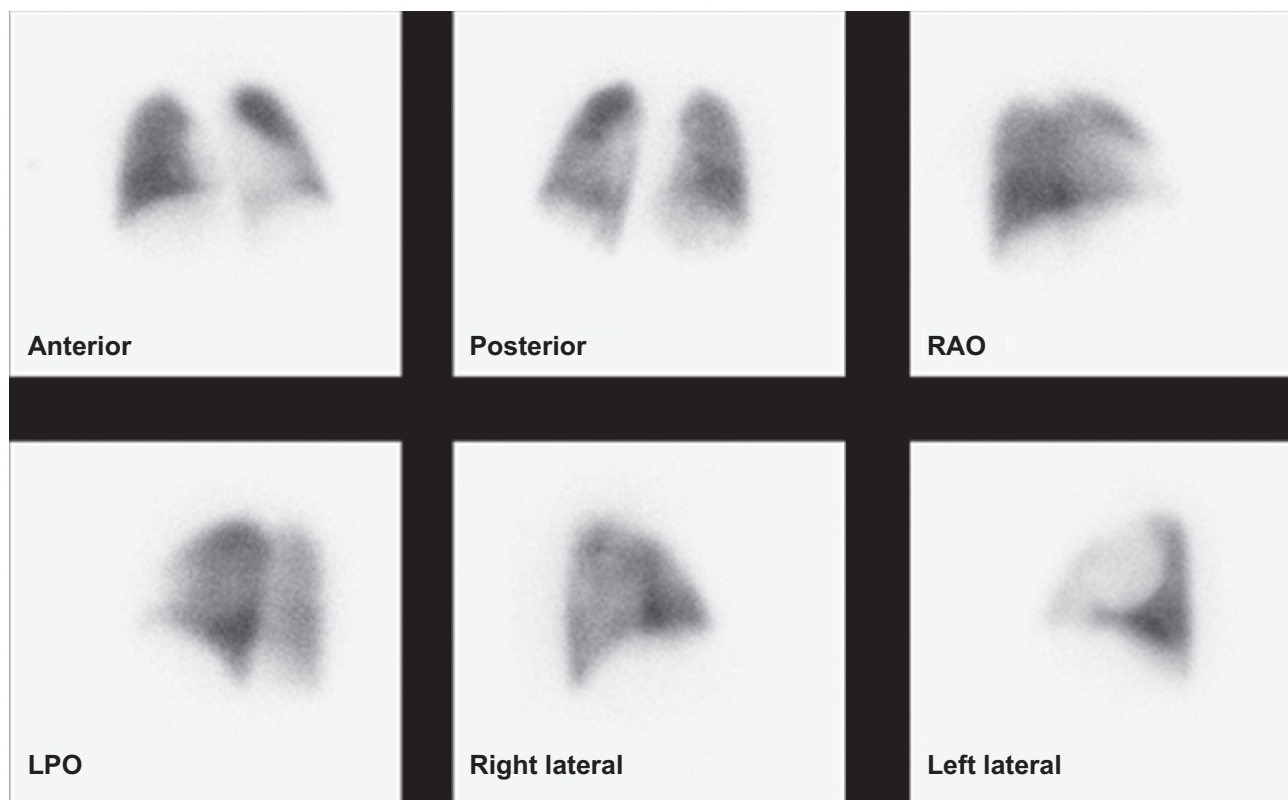 Anterior
Posterior
RAO
LPO
Right lateral
Left lateral